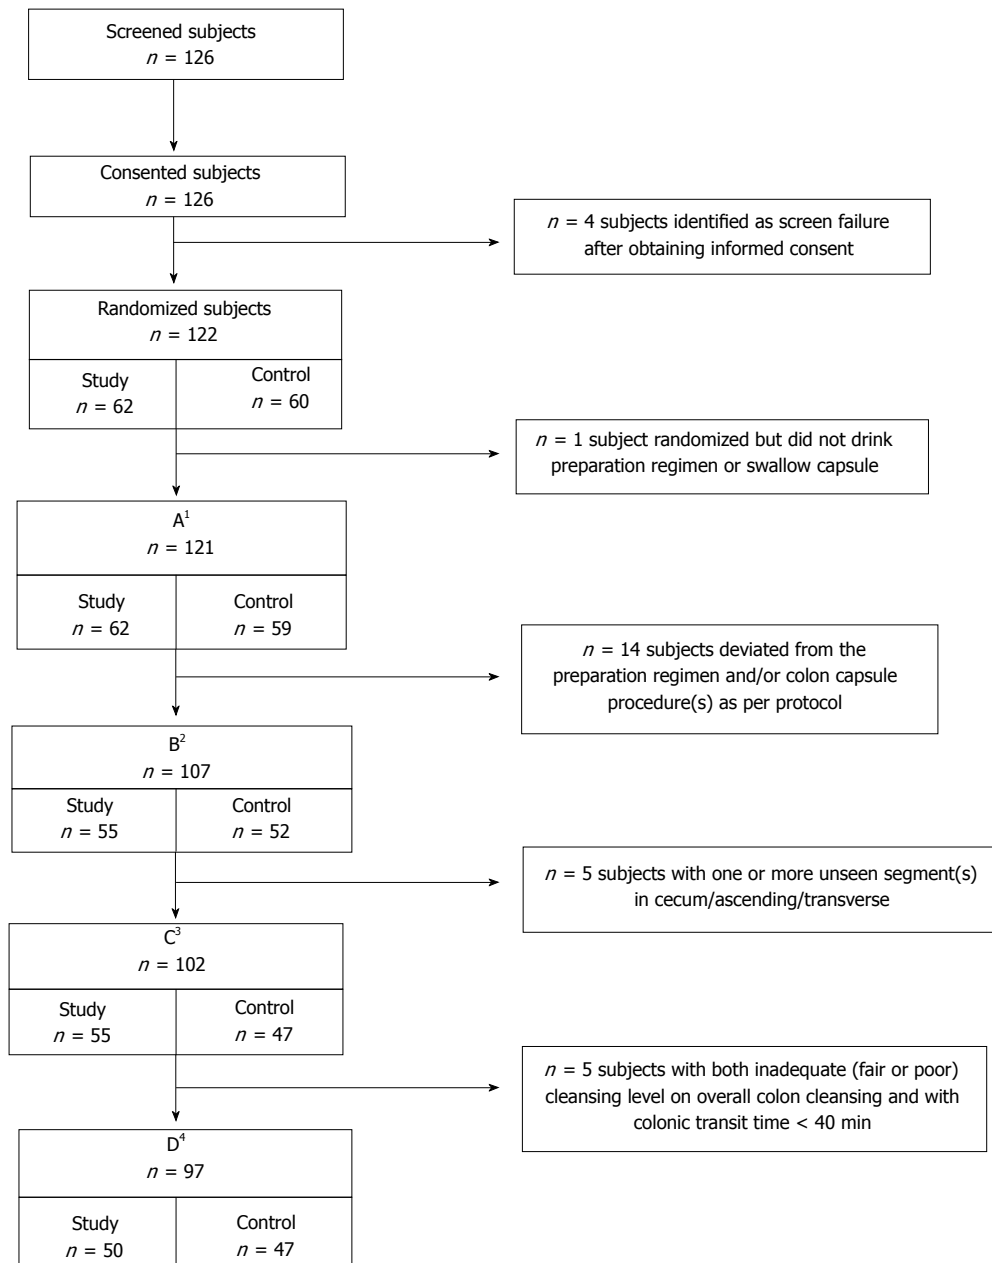 Screened subjects
n = 126
Consented subjects
n = 126
n = 4 subjects identified as screen failure
after obtaining informed consent
Randomized subjects
n = 122
Study
n = 62
Control
n = 60
n = 1 subject randomized but did not drink
preparation regimen or swallow capsule
A¹
n = 121
Study
n = 62
Control
n = 59
n = 14 subjects deviated from the
preparation regimen and/or colon capsule
procedure(s) as per protocol
B²
n = 107
Study
n = 55
Control
n = 52
n = 5 subjects with one or more unseen segment(s)
in cecum/ascending/transverse
C³
n = 102
Study
n = 55
Control
n = 47
n = 5 subjects with both inadequate (fair or poor)
cleansing level on overall colon cleansing and with
colonic transit time < 40 min
D⁴
n = 97
Study
n = 50
Control
n = 47